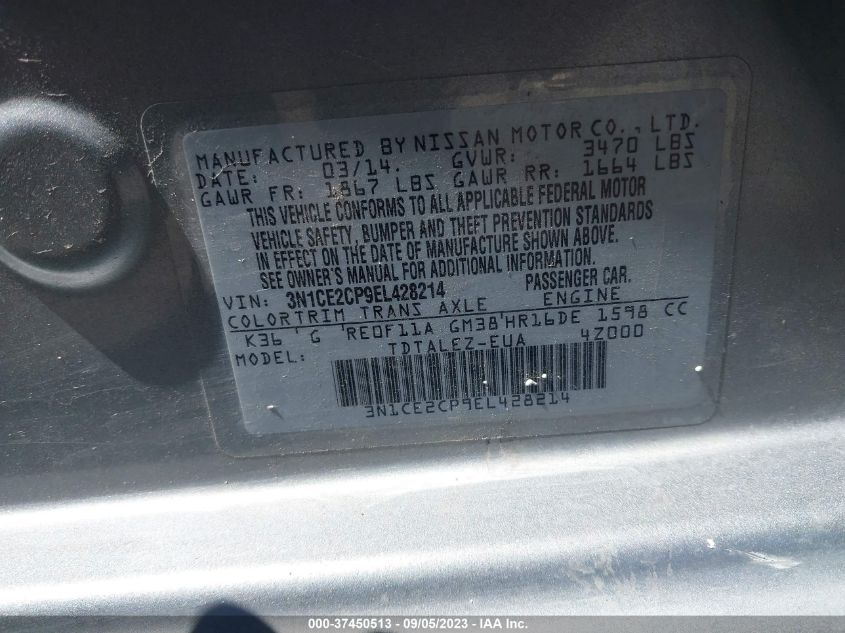 MANUFACTURED BY NISSAN MOTOR CO., LTD.
DATE: 03/14. GVWR: 3470 LBS
GAWR FR: 1867 LBS GAWR RR: 1664 LBS
THIS VEHICLE CONFORMS TO ALL APPLICABLE FEDERAL MOTOR
VEHICLE SAFETY, BUMPER AND THEFT PREVENTION STANDARDS
IN EFFECT ON THE DATE OF MANUFACTURE SHOWN ABOVE.
SEE OWNER'S MANUAL FOR ADDITIONAL INFORMATION.
VIN: 3N1CE2CP9EL428214 PASSENGER CAR.
COLORTRIM TRANS AXLE ENGINE
K36 G 'RE0F11A GM38'HR16DE 1598 CC
MODEL: TDTALEZ-EUA 4Z000
3N1CE2CP9EL428214
000-37450513 - 09/05/2023 - IAA Inc.